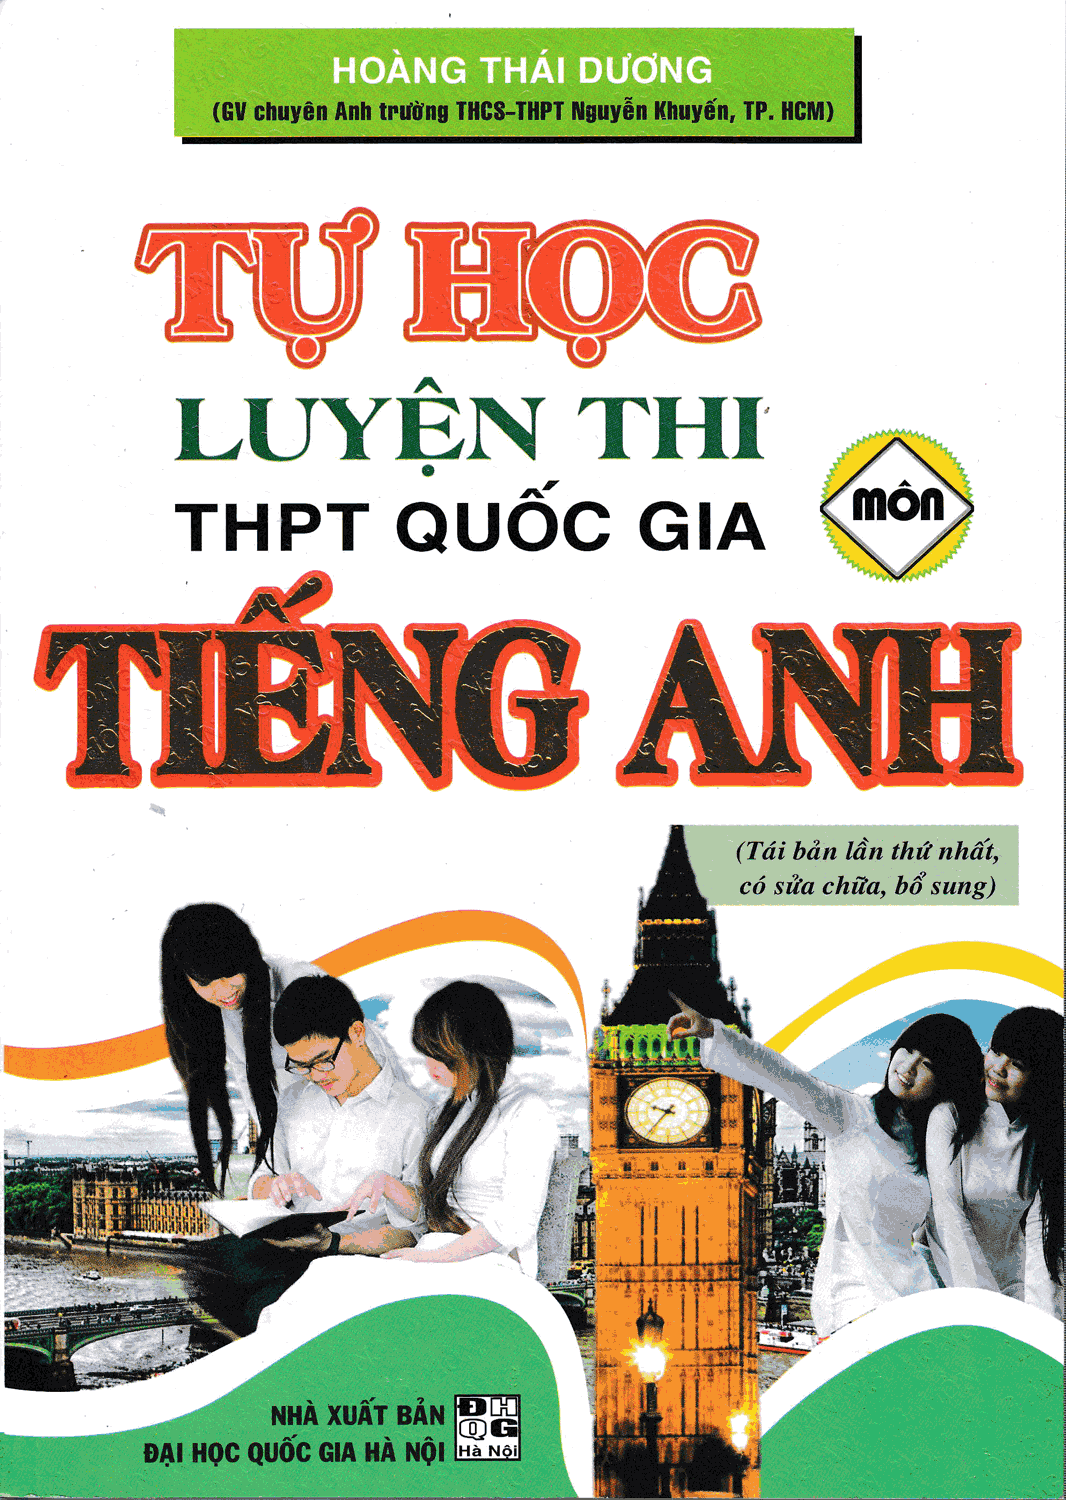 HOÀNG THÁI DƯƠNG
(GV chuyên Anh trường THCS-THPT Nguyễn Khuyến, TP. HCM)
TỰ HỌC
LUYỆN THI
THPT QUỐC GIA
MÔN
TIẾNG ANH
(Tái bản lần thứ nhất,
có sửa chữa, bổ sung)
NHÀ XUẤT BẢN
ĐẠI HỌC QUỐC GIA HÀ NỘI
ĐH
QG
Hà Nội